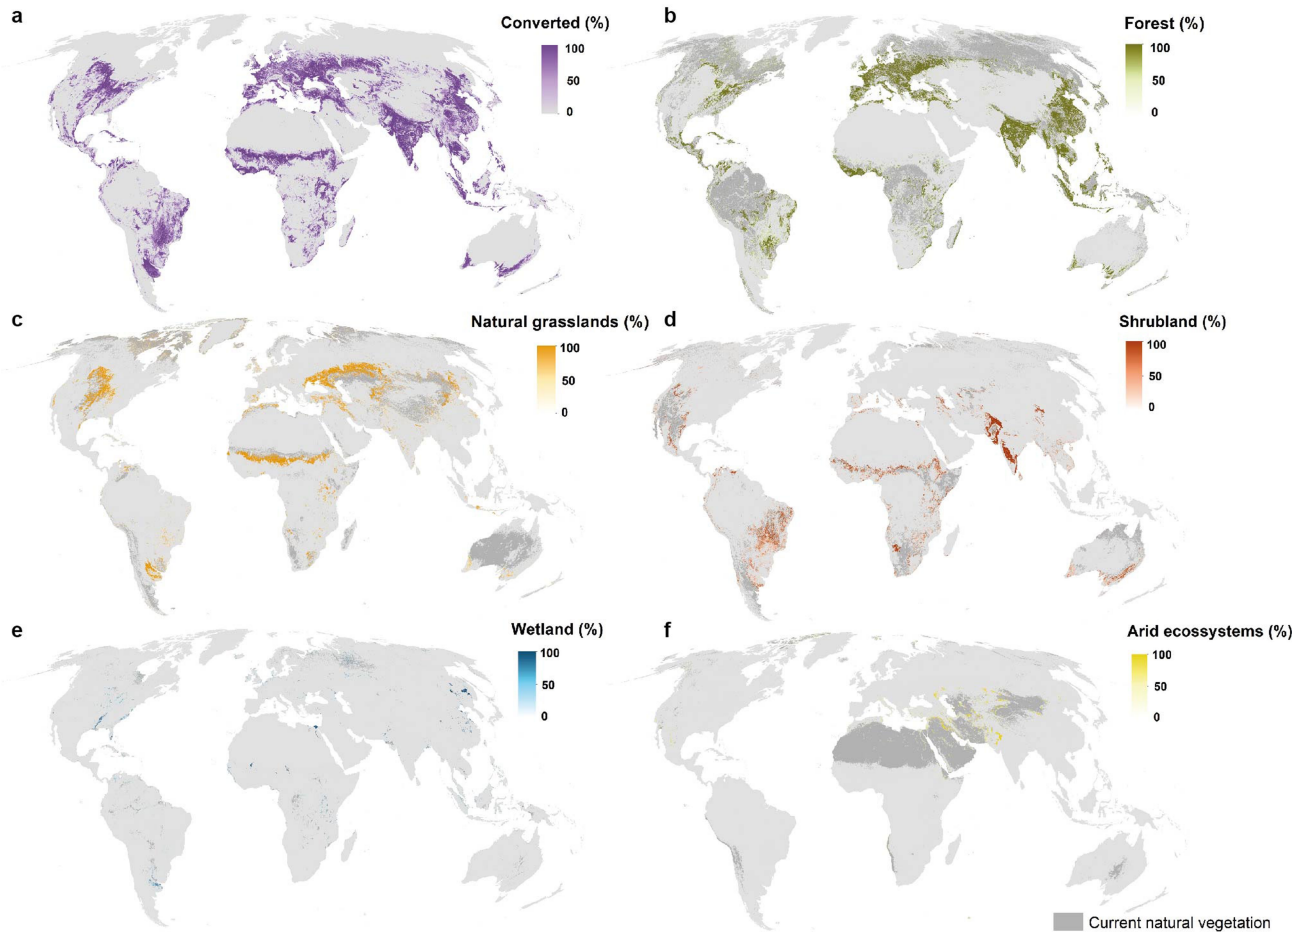 a
Converted (%)
100
50
0
b
Forest (%)
100
50
0
c
Natural grasslands (%)
100
50
0
d
Shrubland (%)
100
50
0
e
Wetland (%)
100
50
0
f
Arid ecossystems (%)
100
50
0
Current natural vegetation